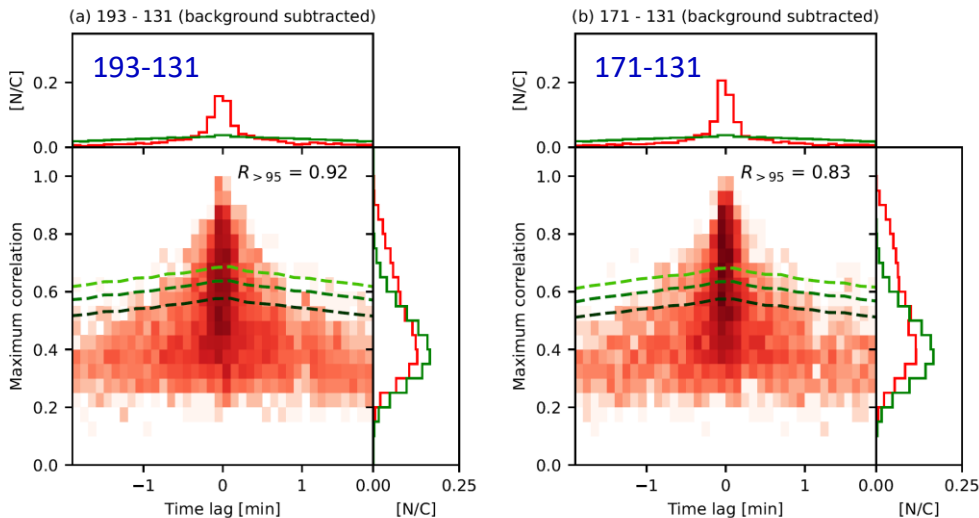 (a) 193 - 131 (background subtracted)
193-131
[N/C]
0.2
0.0
R>95 = 0.92
Maximum correlation
1.0
0.8
0.6
0.4
0.2
0.0
−1 0 1 0.00 0.25
Time lag [min] [N/C]
(b) 171 - 131 (background subtracted)
171-131
[N/C]
0.2
0.0
R>95 = 0.83
Maximum correlation
1.0
0.8
0.6
0.4
0.2
0.0
−1 0 1 0.00 0.25
Time lag [min] [N/C]